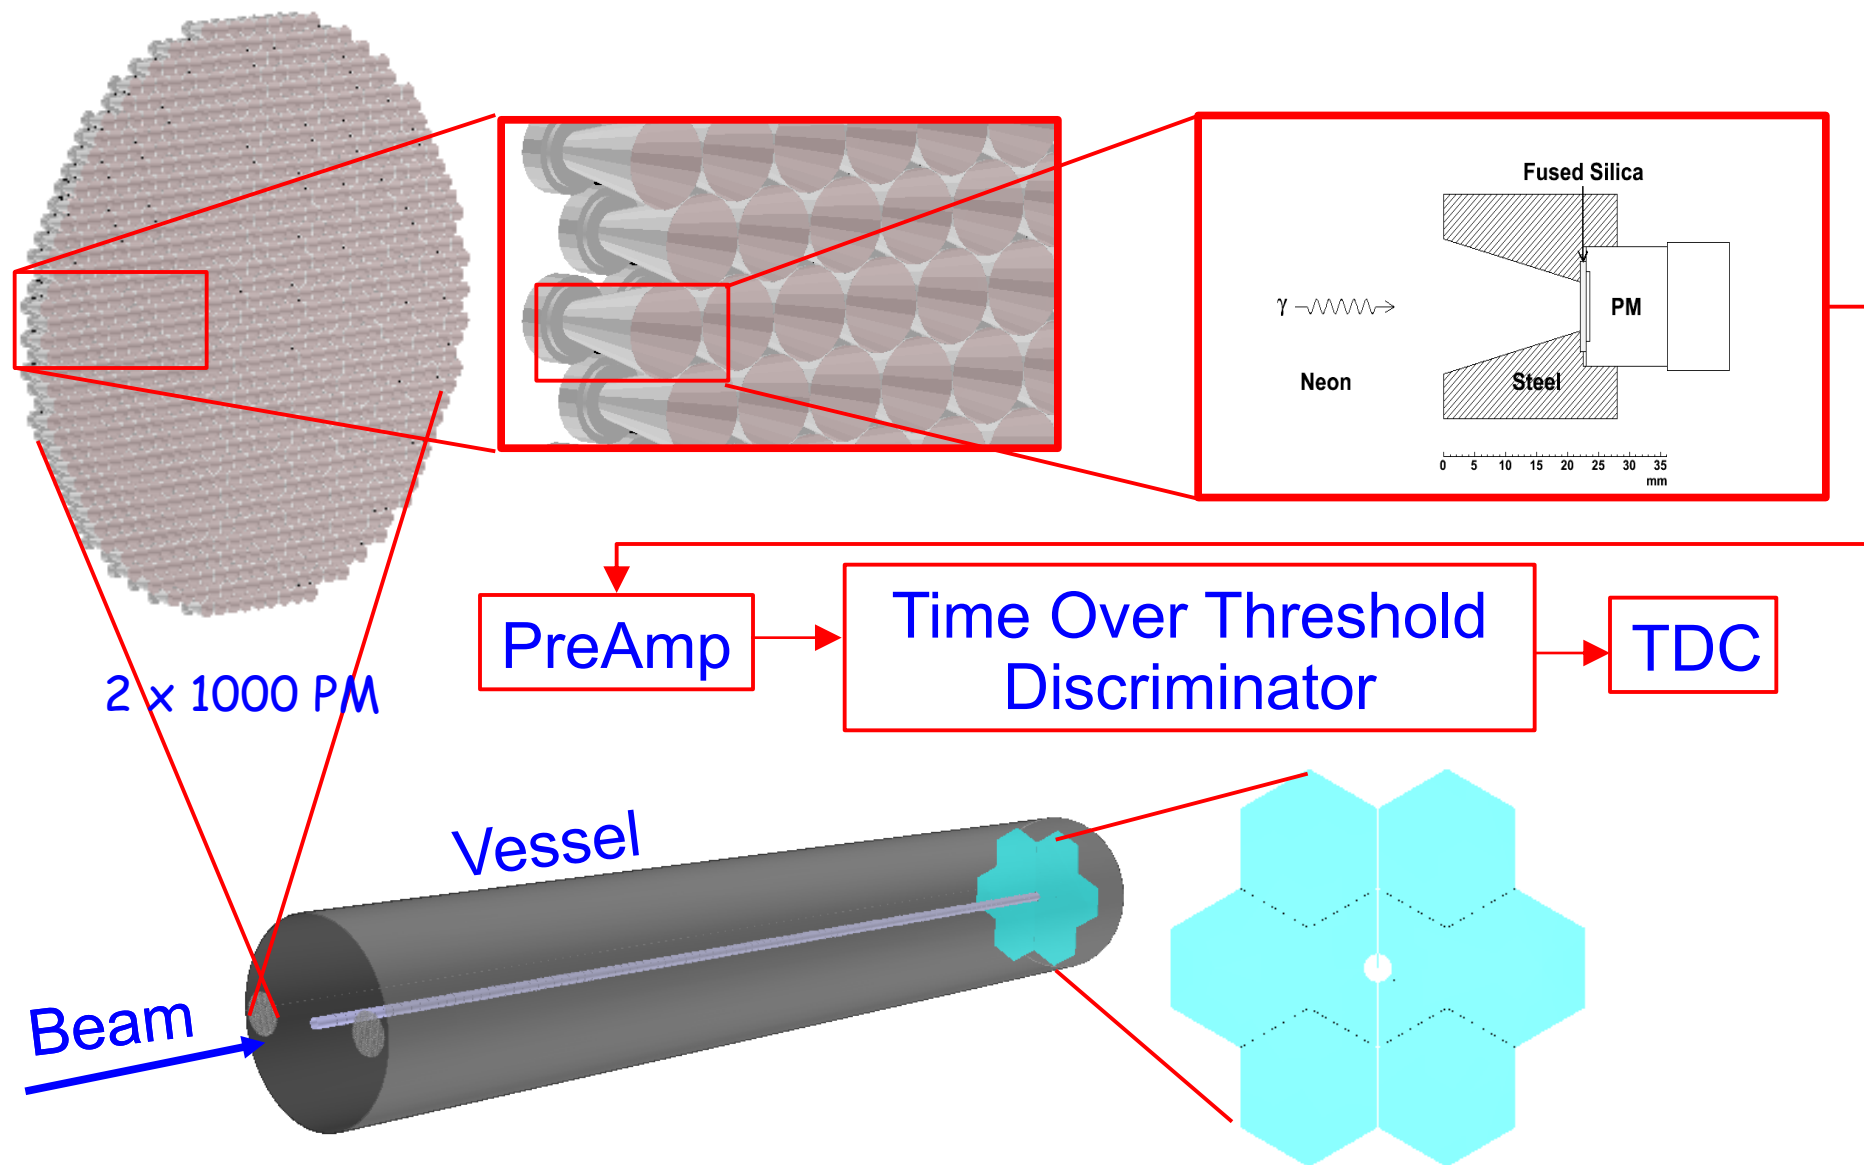 Fused Silica
γ
PM
Neon
Steel
0 5 10 15 20 25 30 35
mm
PreAmp
Time Over Threshold
Discriminator
TDC
2 x 1000 PM
Vessel
Beam